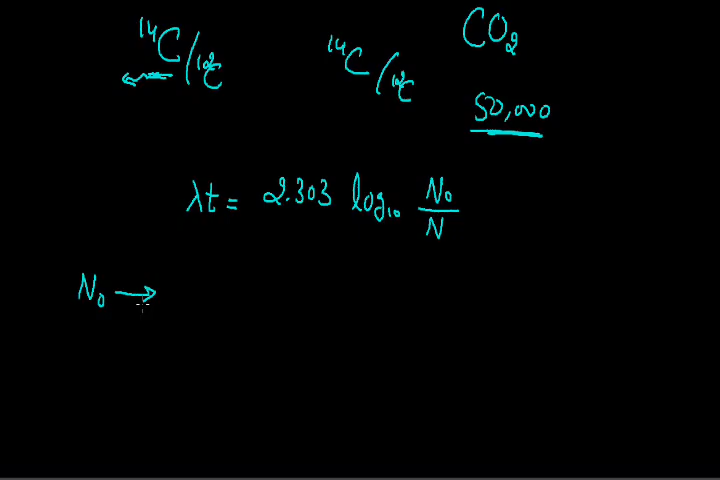 ¹⁴C/¹²C ¹⁴C/¹²C CO₂
50,000
λt = 2.303 log₁₀ N₀/N
N₀ →